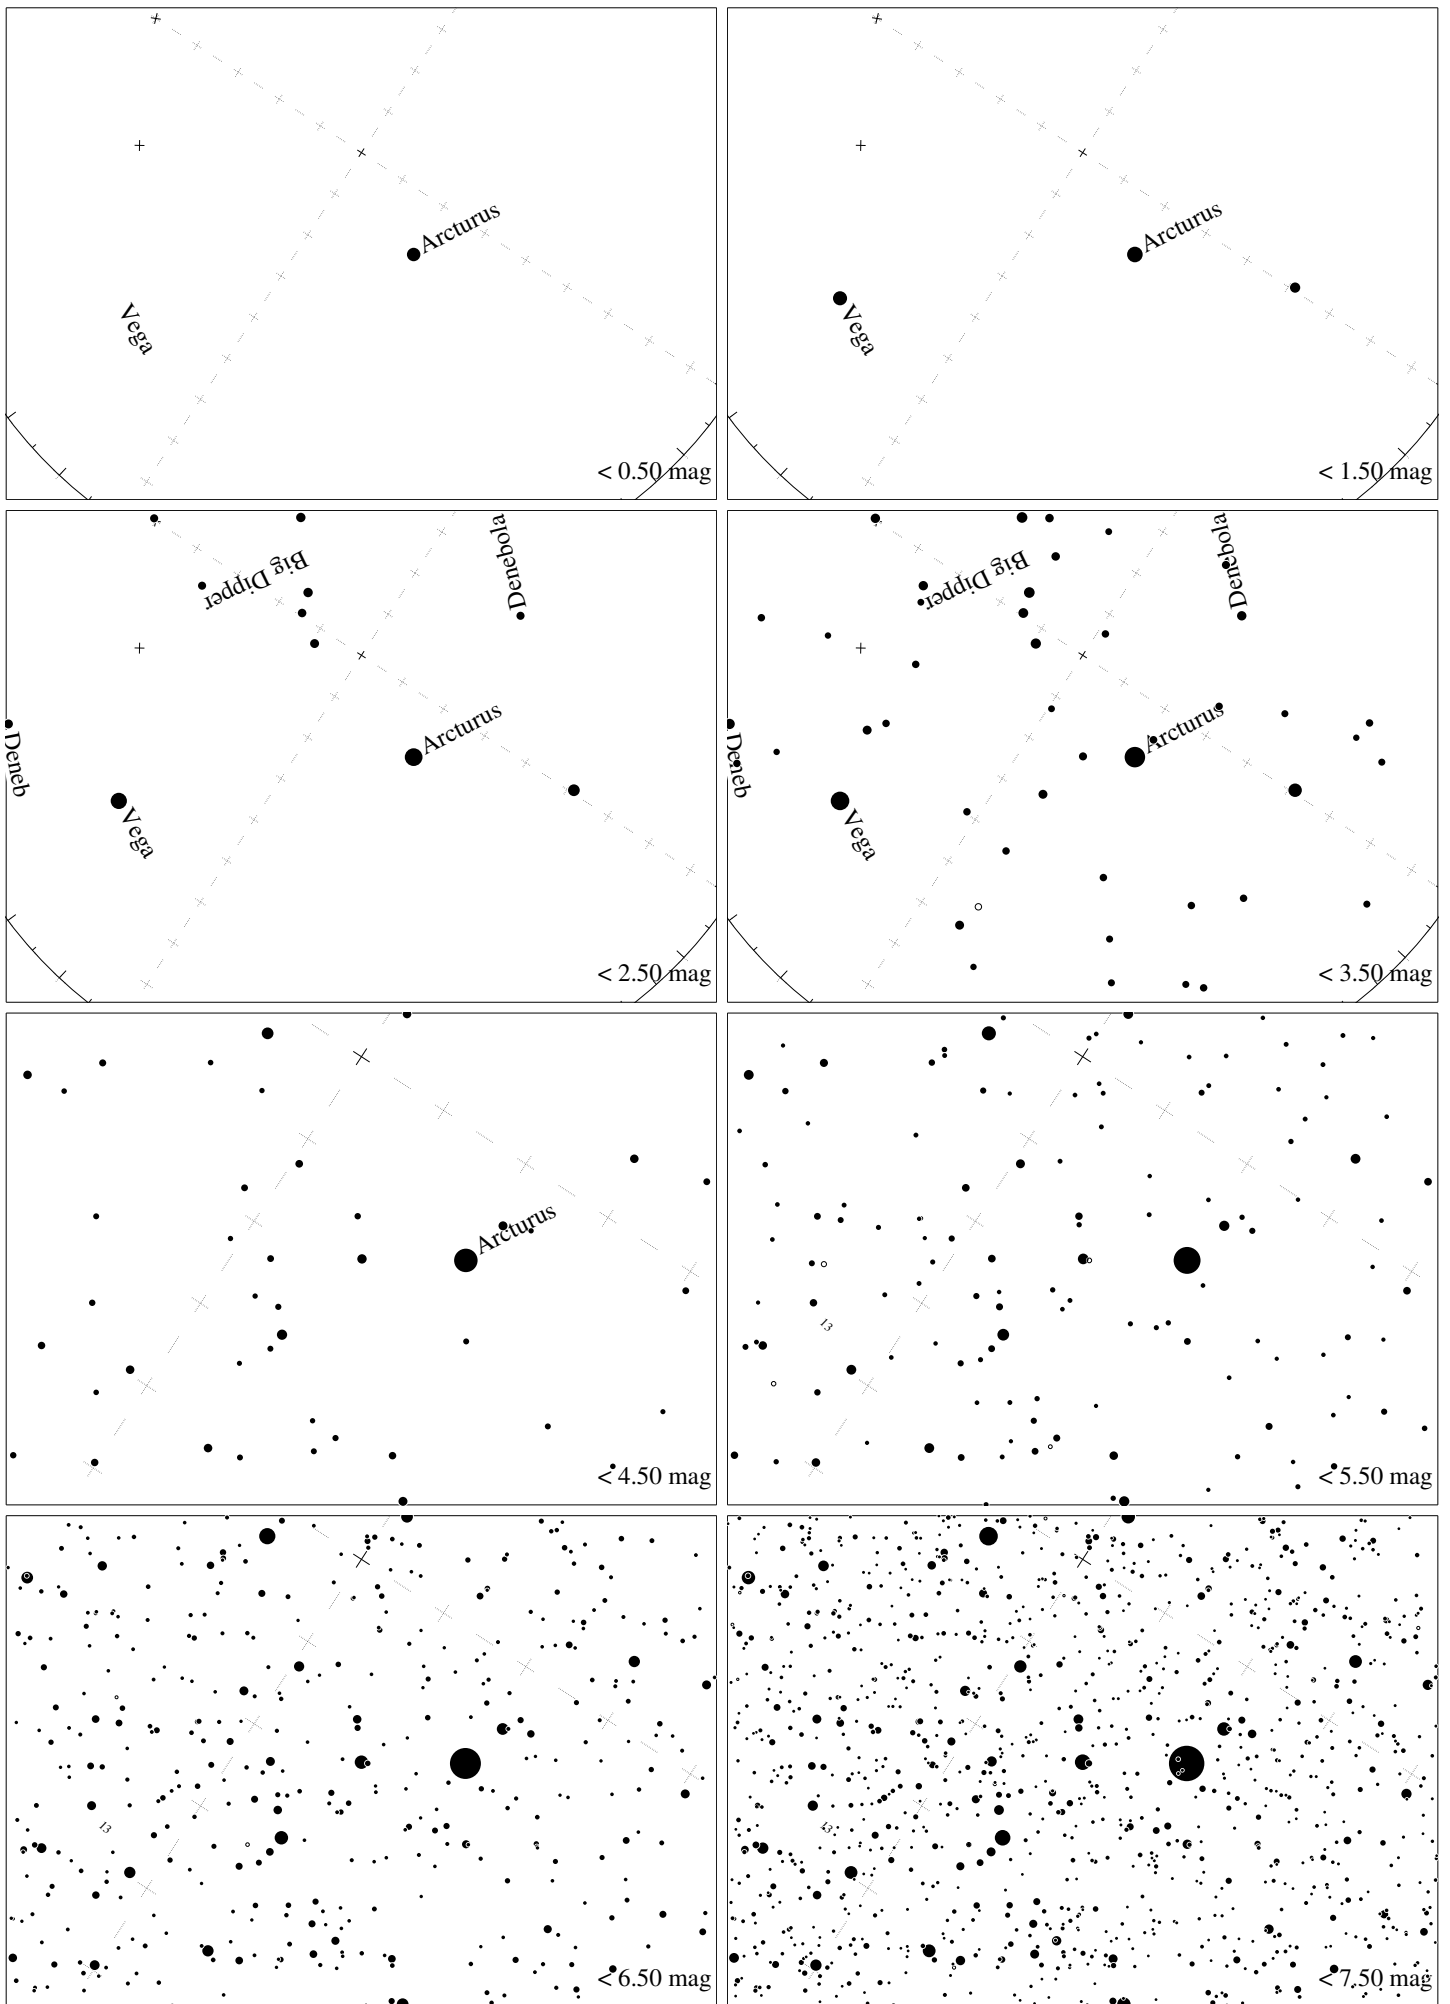 Arcturus
Vega
< 0.50 mag
Arcturus
Vega
< 1.50 mag
Denebola
Big Dipper
Arcturus
Deneb
Vega
< 2.50 mag
Denebola
Big Dipper
Arcturus
Deneb
Vega
< 3.50 mag
Arcturus
< 4.50 mag
13
< 5.50 mag
13
< 6.50 mag
13
< 7.50 mag